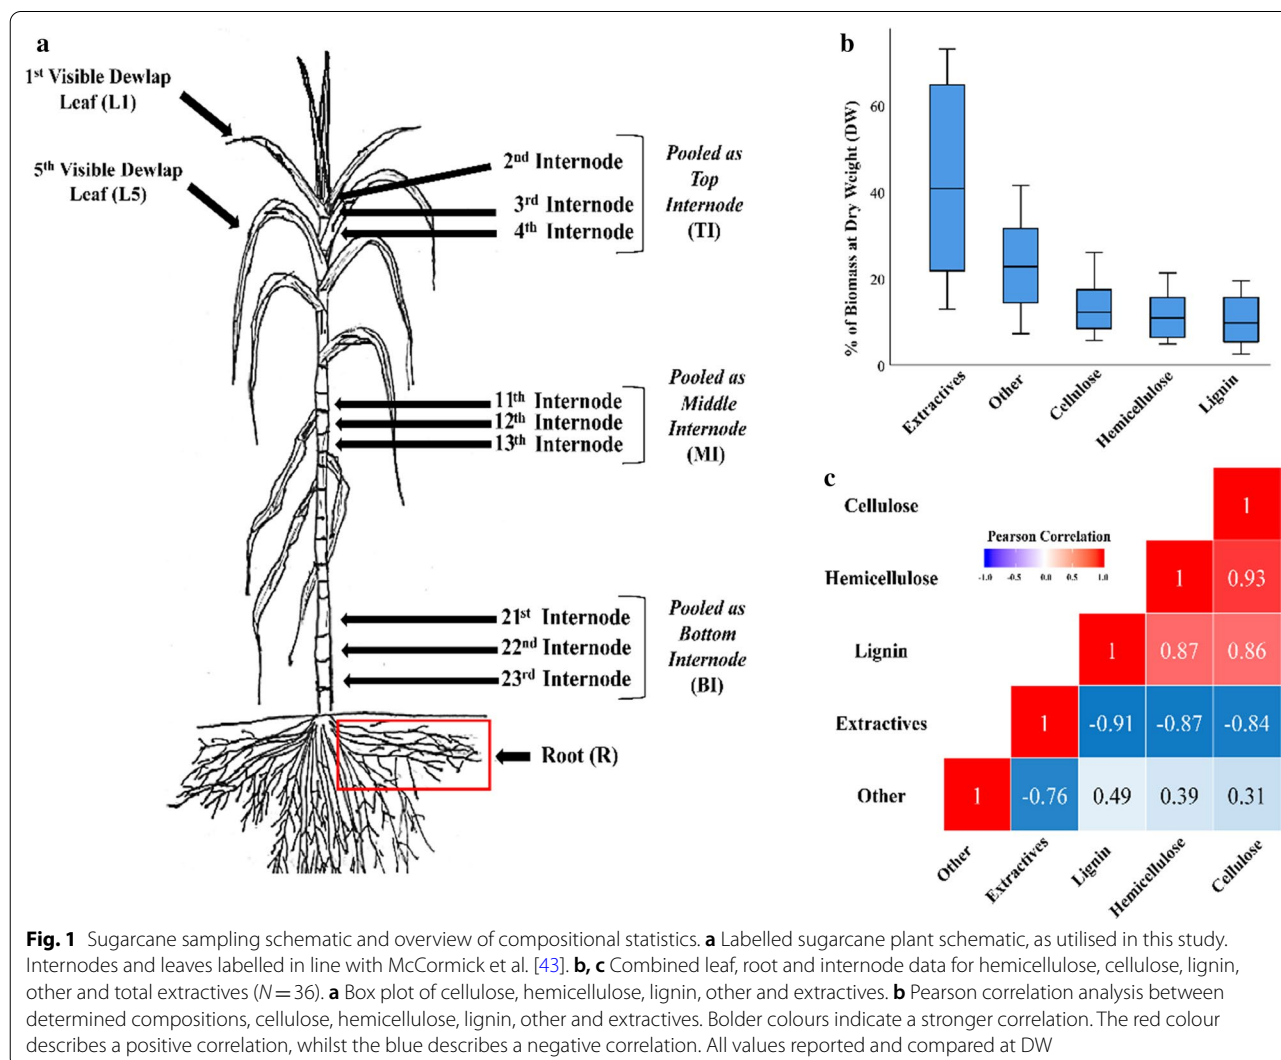 a
1st Visible Dewlap
Leaf (L1)
5th Visible Dewlap
Leaf (L5)
2nd Internode
3rd Internode
4th Internode
Pooled as
Top
Internode
(TI)
11th Internode
12th Internode
13th Internode
Pooled as
Middle
Internode
(MI)
21st Internode
22nd Internode
23rd Internode
Pooled as
Bottom
Internode
(BI)
Root (R)
b
% of Biomass at Dry Weight (DW)
60
40
20
0
Extractives
Other
Cellulose
Hemicellulose
Lignin
c
Pearson Correlation
-1.0 -0.5 0.0 0.5 1.0
Cellulose 1
Hemicellulose 1 0.93
Lignin 1 0.87 0.86
Extractives 1 -0.91 -0.87 -0.84
Other 1 -0.76 0.49 0.39 0.31
Other
Extractives
Lignin
Hemicellulose
Cellulose
Fig. 1 Sugarcane sampling schematic and overview of compositional statistics. a Labelled sugarcane plant schematic, as utilised in this study.
Internodes and leaves labelled in line with McCormick et al. [43]. b, c Combined leaf, root and internode data for hemicellulose, cellulose, lignin,
other and total extractives (N=36). a Box plot of cellulose, hemicellulose, lignin, other and extractives. b Pearson correlation analysis between
determined compositions, cellulose, hemicellulose, lignin, other and extractives. Bolder colours indicate a stronger correlation. The red colour
describes a positive correlation, whilst the blue describes a negative correlation. All values reported and compared at DW